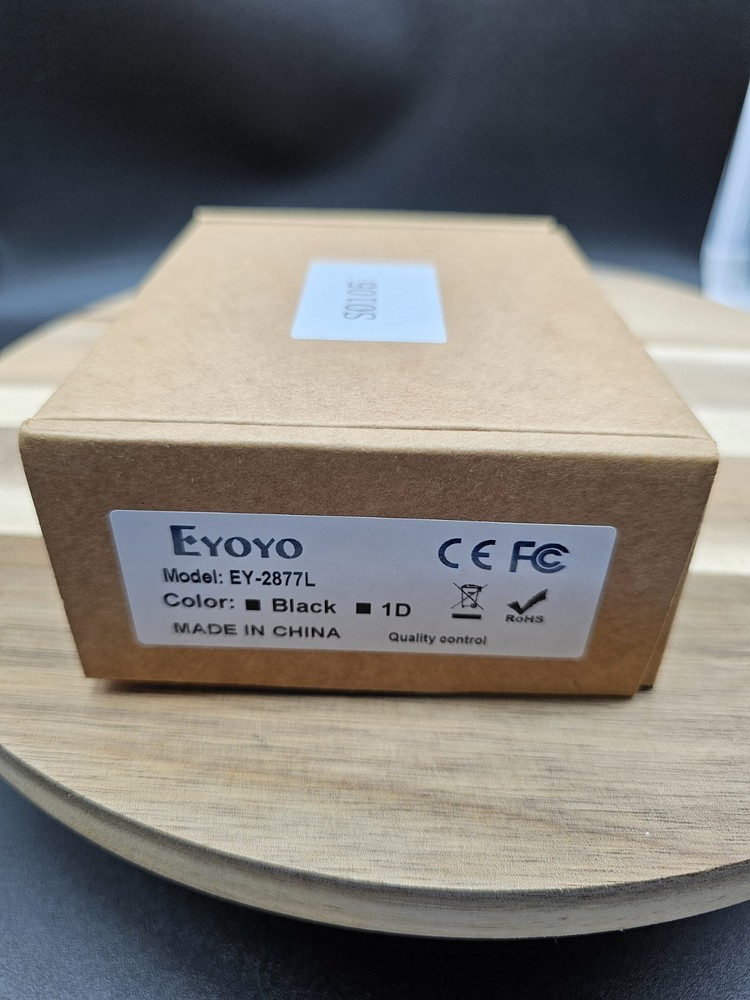 S0105
EYOYO
CE FC
Model: EY-2877L
Color: ■ Black ■ 1D
RoHS
MADE IN CHINA
Quality control